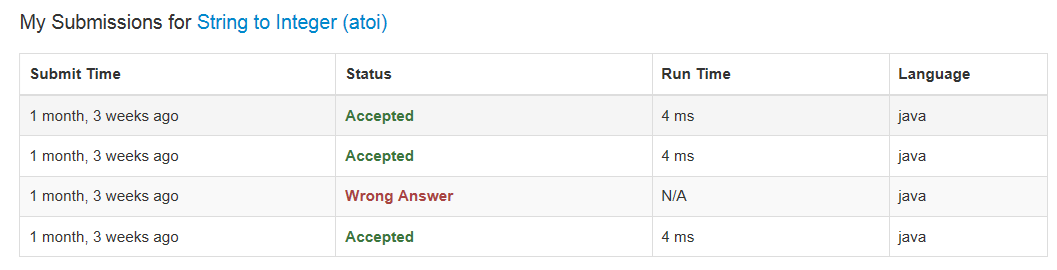 My Submissions for String to Integer (atoi)
Submit Time Status Run Time Language
1 month, 3 weeks ago Accepted 4 ms java
1 month, 3 weeks ago Accepted 4 ms java
1 month, 3 weeks ago Wrong Answer N/A java
1 month, 3 weeks ago Accepted 4 ms java